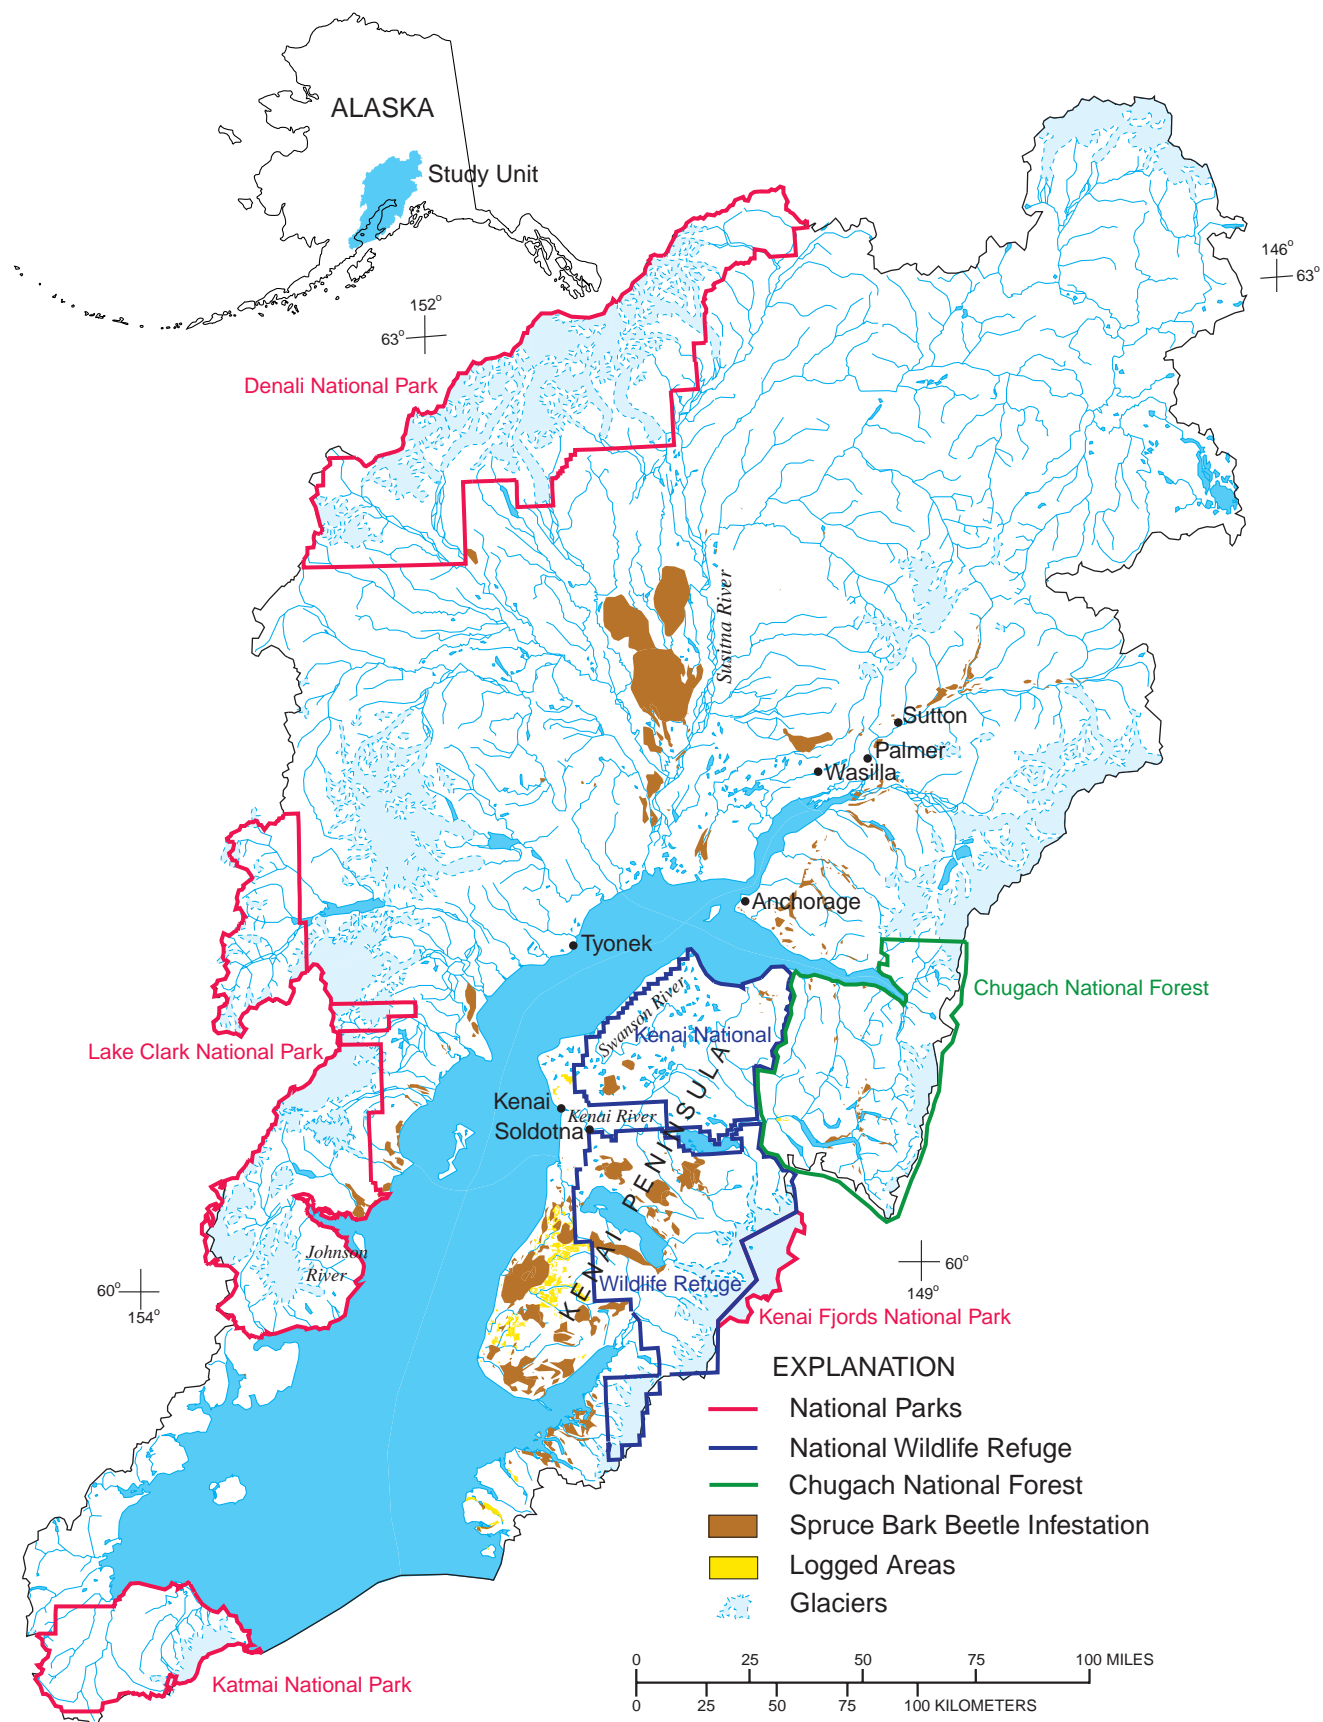 ALASKA
Study Unit
146°
63°
152°
63°
Denali National Park
Susitna River
Sutton
Palmer
Wasilla
Anchorage
Tyonek
Chugach National Forest
Swanson River
Kenai National
Lake Clark National Park
Kenai
Kenai River
Soldotna
KENAI PENINSULA
Johnson
River
Wildlife Refuge
60°
154°
60°
149°
Kenai Fjords National Park
EXPLANATION
National Parks
National Wildlife Refuge
Chugach National Forest
Spruce Bark Beetle Infestation
Logged Areas
Glaciers
Katmai National Park
0 25 50 75 100 MILES
0 25 50 75 100 KILOMETERS